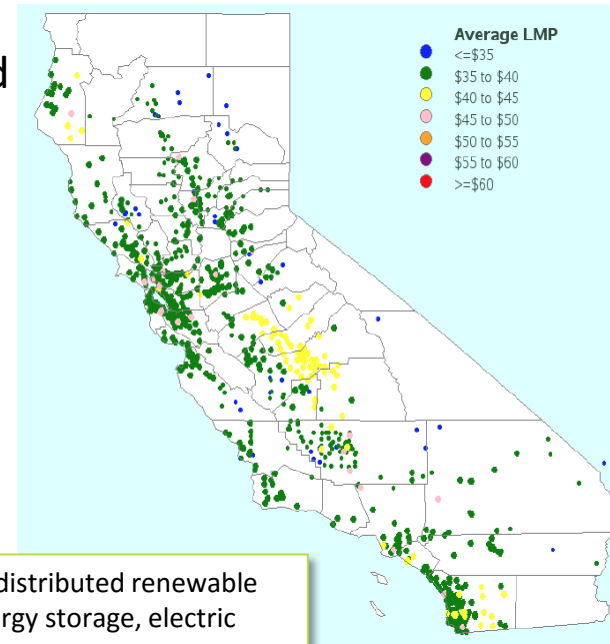 d
Average LMP
<=$35
$35 to $40
$40 to $45
$45 to $50
$50 to $55
$55 to $60
>=$60
distributed renewable
rgy storage, electric